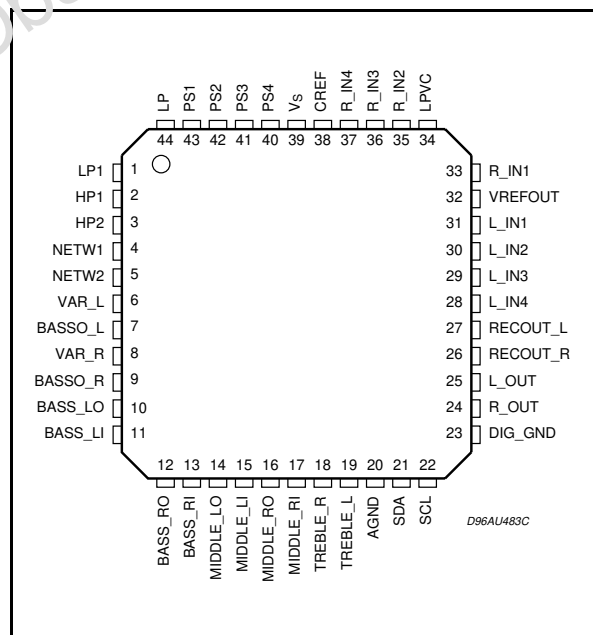 LP PS1 PS2 PS3 PS4 Vs CREF R_IN4 R_IN3 R_IN2 LPVC
44 43 42 41 40 39 38 37 36 35 34
LP1 1 33 R_IN1
HP1 2 32 VREFOUT
HP2 3 31 L_IN1
NETW1 4 30 L_IN2
NETW2 5 29 L_IN3
VAR_L 6 28 L_IN4
BASSO_L 7 27 RECOUT_L
VAR_R 8 26 RECOUT_R
BASSO_R 9 25 L_OUT
BASS_LO 10 24 R_OUT
BASS_LI 11 23 DIG_GND
12 13 14 15 16 17 18 19 20 21 22
BASS_RO BASS_RI MIDDLE_LO MIDDLE_LI MIDDLE_RO MIDDLE_RI TREBLE_R TREBLE_L AGND SDA SCL
D96AU483C